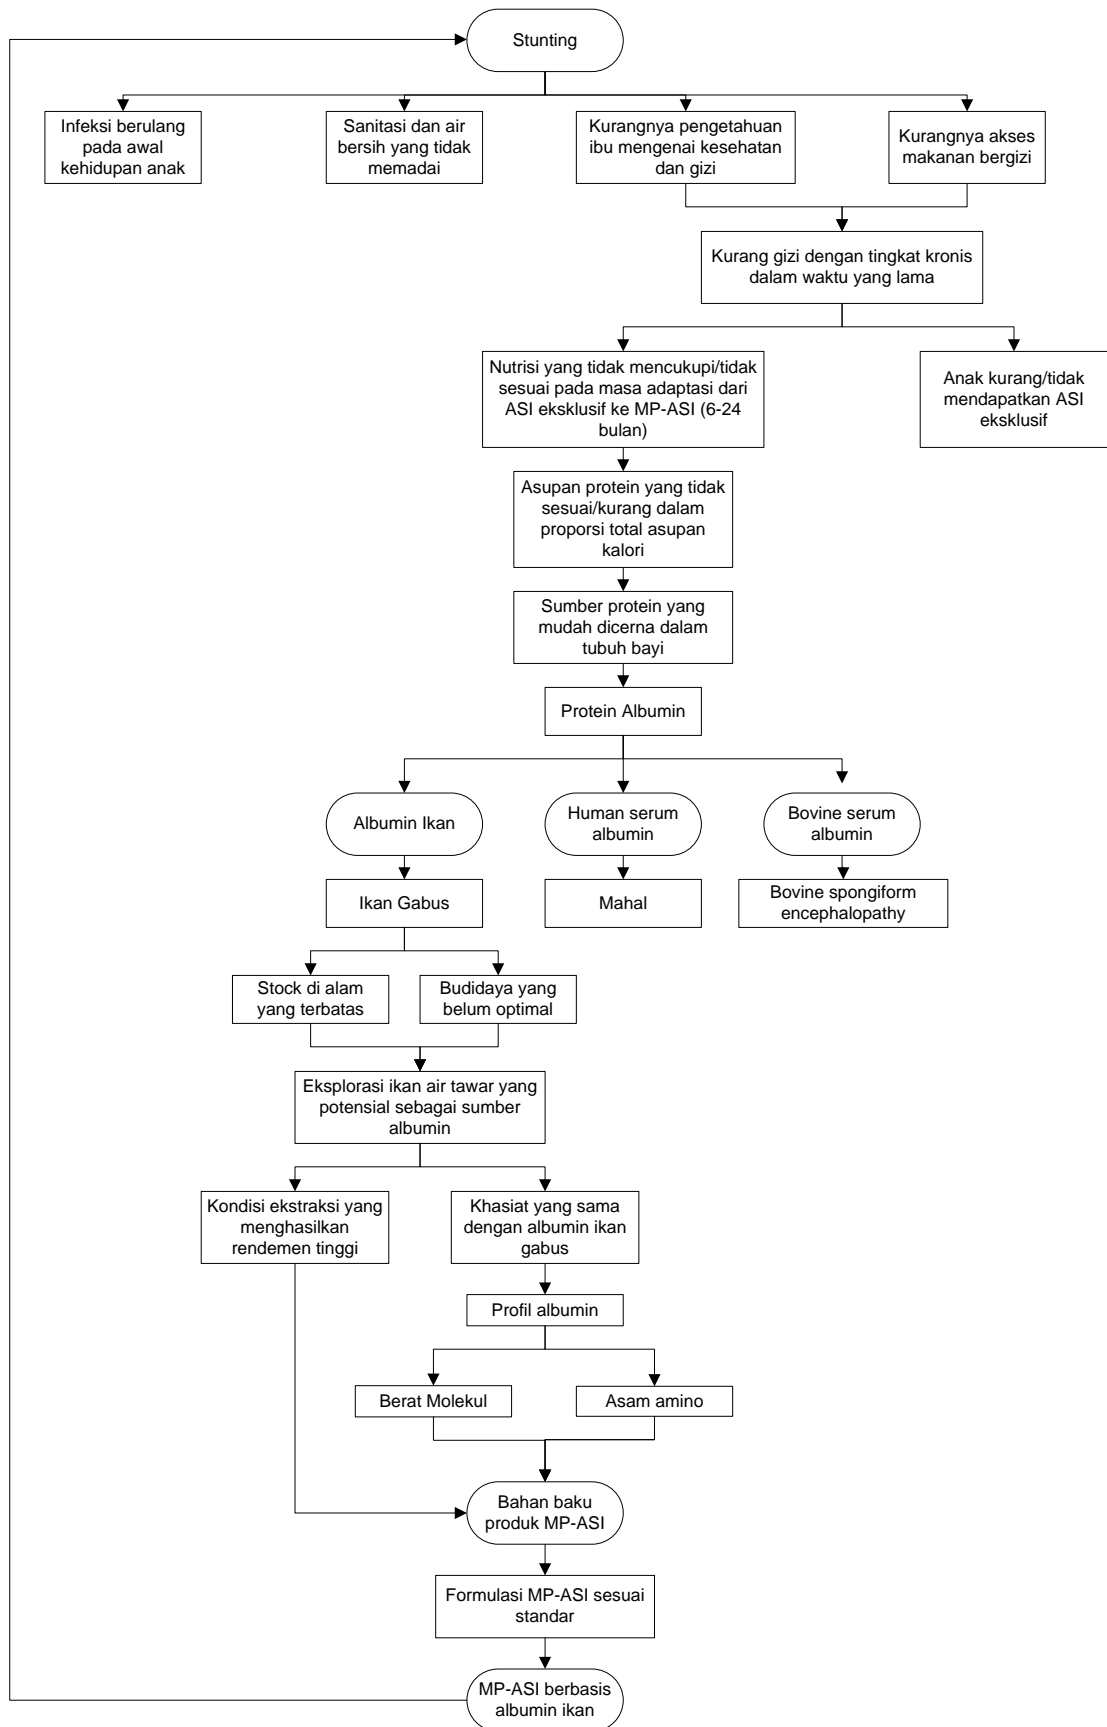 Stunting
Infeksi berulang
pada awal
kehidupan anak
Sanitasi dan air
bersih yang tidak
memadai
Kurangnya pengetahuan
ibu mengenai kesehatan
dan gizi
Kurangnya akses
makanan bergizi
Kurang gizi dengan tingkat kronis
dalam waktu yang lama
Nutrisi yang tidak mencukupi/tidak
sesuai pada masa adaptasi dari
ASI eksklusif ke MP-ASI (6-24
bulan)
Anak kurang/tidak
mendapatkan ASI
eksklusif
Asupan protein yang tidak
sesuai/kurang dalam
proporsi total asupan
kalori
Sumber protein yang
mudah dicerna dalam
tubuh bayi
Protein Albumin
Albumin Ikan
Human serum
albumin
Bovine serum
albumin
Ikan Gabus
Mahal
Bovine spongiform
encephalopathy
Stock di alam
yang terbatas
Budidaya yang
belum optimal
Eksplorasi ikan air tawar yang
potensial sebagai sumber
albumin
Kondisi ekstraksi yang
menghasilkan
rendemen tinggi
Khasiat yang sama
dengan albumin ikan
gabus
Profil albumin
Berat Molekul
Asam amino
Bahan baku
produk MP-ASI
Formulasi MP-ASI sesuai
standar
MP-ASI berbasis
albumin ikan